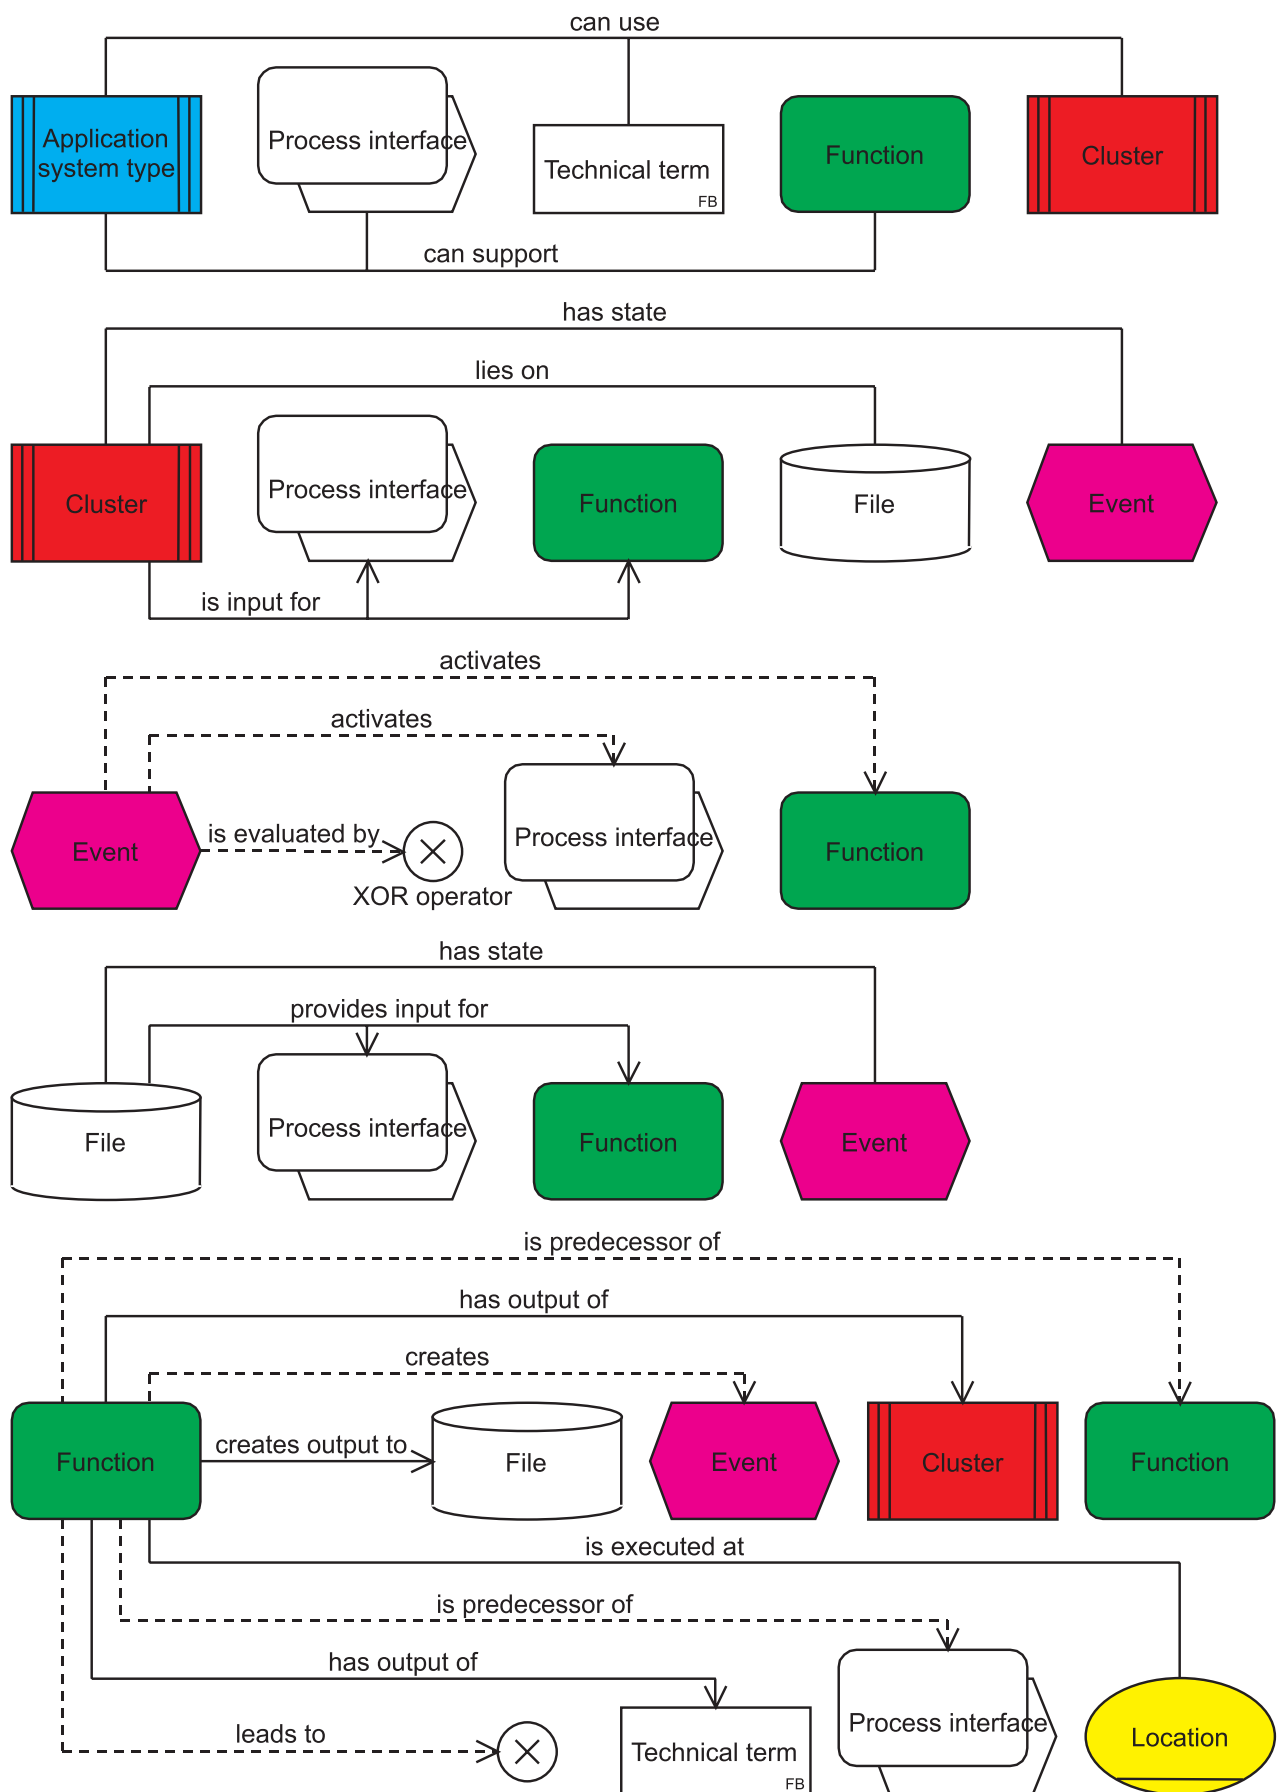 can use
Application
system type
Process interface
Technical term
FB
Function
Cluster
can support
has state
lies on
Cluster
Process interface
Function
File
Event
is input for
activates
activates
Event
is evaluated by
XOR operator
Process interface
Function
has state
provides input for
File
Process interface
Function
Event
is predecessor of
has output of
creates
Function
creates output to
File
Event
Cluster
Function
is executed at
is predecessor of
has output of
leads to
Technical term
FB
Process interface
Location